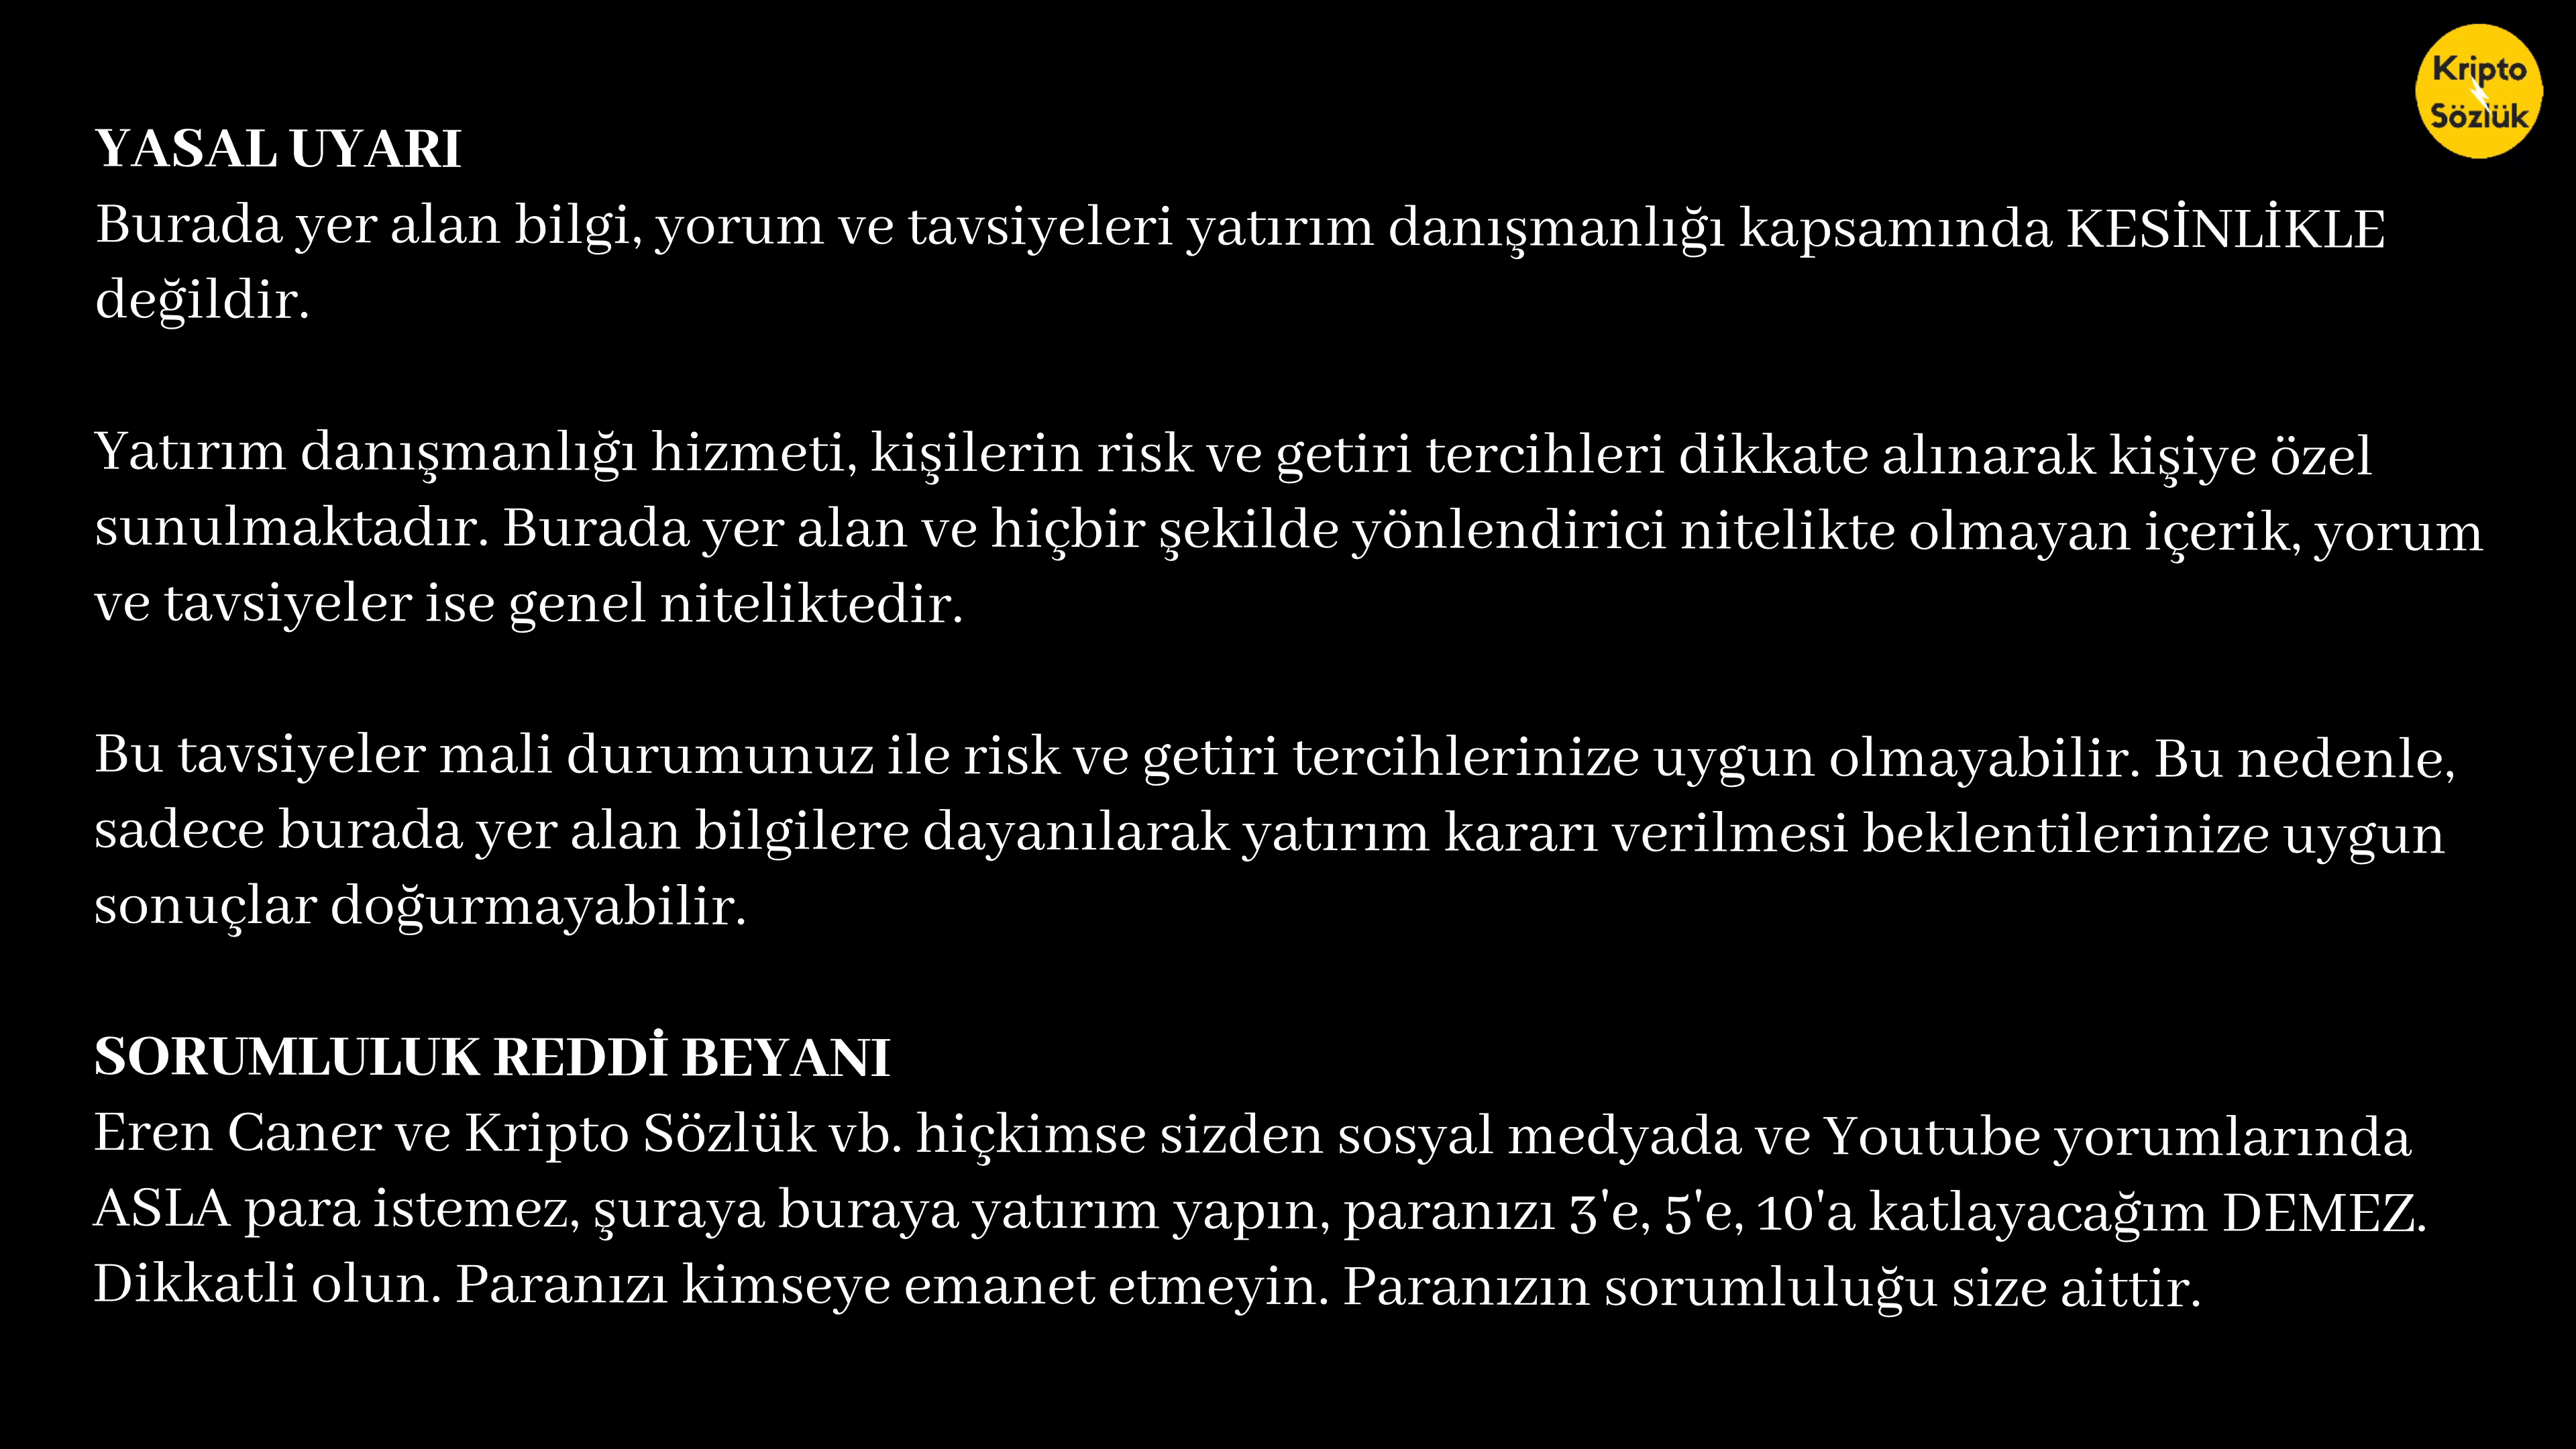 Kripto
Sözlük
YASAL UYARI
Burada yer alan bilgi, yorum ve tavsiyeleri yatırım danışmanlığı kapsamında KESİNLİKLE
değildir.
Yatırım danışmanlığı hizmeti, kişilerin risk ve getiri tercihleri dikkate alınarak kişiye özel
sunulmaktadır. Burada yer alan ve hiçbir şekilde yönlendirici nitelikte olmayan içerik, yorum
ve tavsiyeler ise genel niteliktedir.
Bu tavsiyeler mali durumunuz ile risk ve getiri tercihlerinize uygun olmayabilir. Bu nedenle,
sadece burada yer alan bilgilere dayanılarak yatırım kararı verilmesi beklentilerinize uygun
sonuçlar doğurmayabilir.
SORUMLULUK REDDİ BEYANI
Eren Caner ve Kripto Sözlük vb. hiçkimse sizden sosyal medyada ve Youtube yorumlarında
ASLA para istemez, şuraya buraya yatırım yapın, paranızı 3'e, 5'e, 10'a katlayacağım DEMEZ.
Dikkatli olun. Paranızı kimseye emanet etmeyin. Paranızın sorumluluğu size aittir.